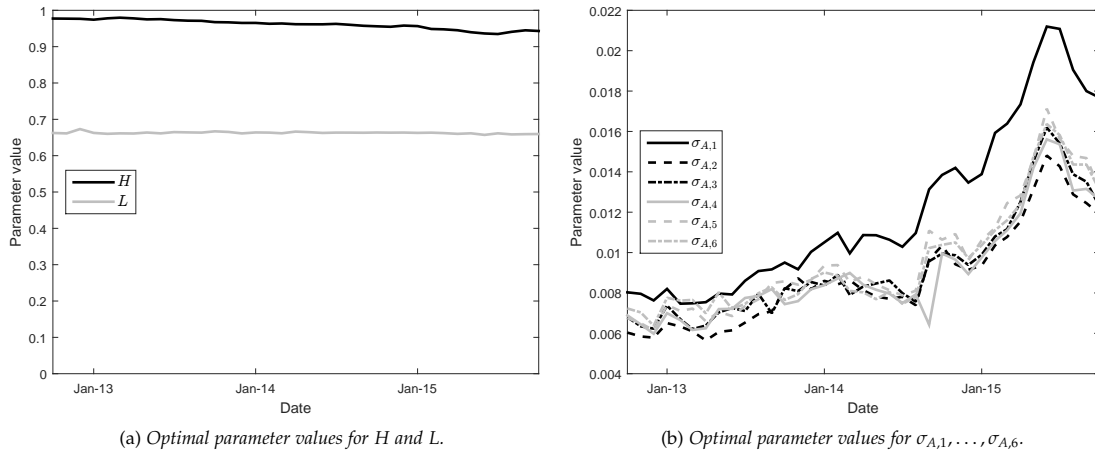 1
0.9
0.8
0.7
0.6
0.5
0.4
0.3
0.2
0.1
0
Parameter value
H
L
Jan-13 Jan-14 Jan-15
Date
(a) Optimal parameter values for H and L.
0.022
0.02
0.018
0.016
0.014
0.012
0.01
0.008
0.006
0.004
Parameter value
σA,1
σA,2
σA,3
σA,4
σA,5
σA,6
Jan-13 Jan-14 Jan-15
Date
(b) Optimal parameter values for σA,1, . . . , σA,6.